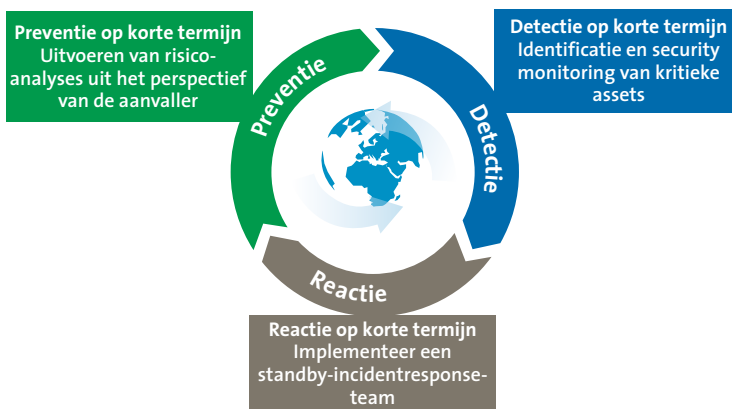 Preventie op korte termijn
Uitvoeren van risico-
analyses uit het perspectief
van de aanvaller
Detectie op korte termijn
Identificatie en security
monitoring van kritieke
assets
Preventie
Detectie
Reactie
Reactie op korte termijn
Implementeer een
standby-incidentresponse-
team